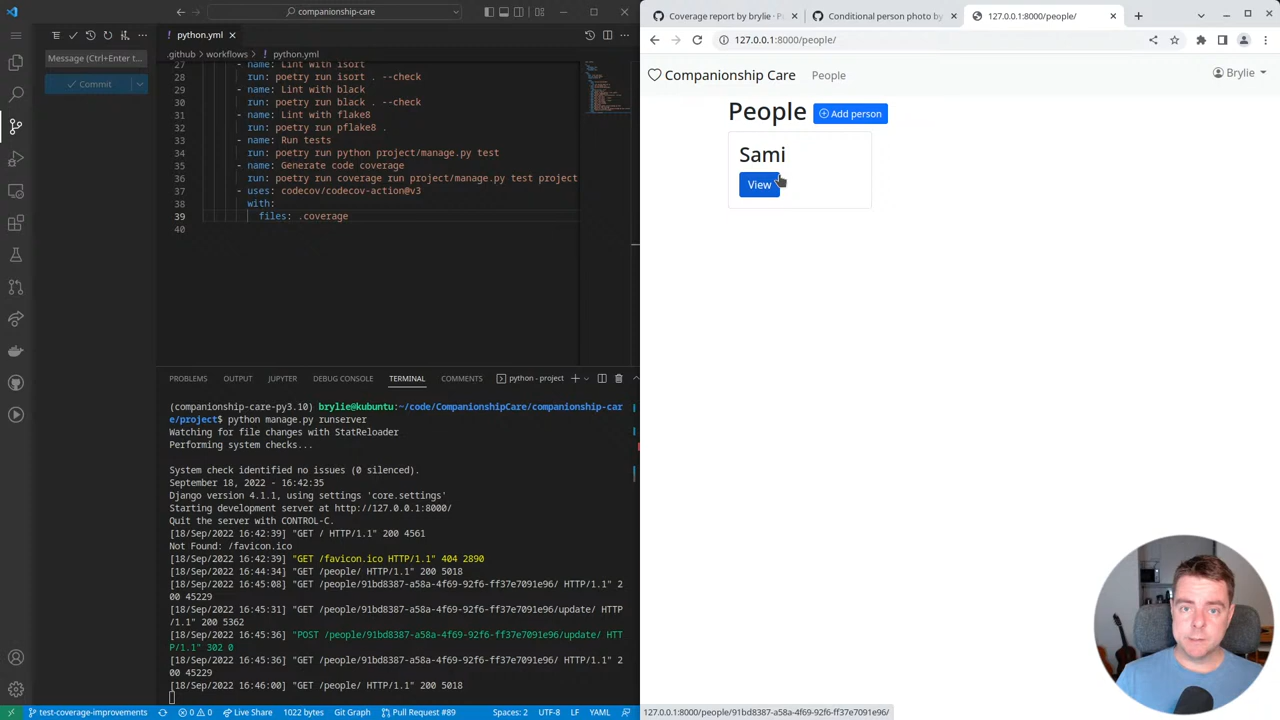 companionship-care
python.yml
.github
workflows
python.yml
Message (Ctrl+Enter t...
Commit
27 - name: Lint with isort
28 run: poetry run isort . --check
29 - name: Lint with black
30 run: poetry run black . --check
31 - name: Lint with flake8
32 run: poetry run pflake8 .
33 - name: Run tests
34 run: poetry run python project/manage.py test
35 - name: Generate code coverage
36 run: poetry run coverage run project/manage.py test project
37 - uses: codecov/codecov-action@v3
38 with:
39 files: .coverage
40
PROBLEMS OUTPUT JUPYTER DEBUG CONSOLE TERMINAL COMMENTS python - project
(companionship-care-py3.10) brylie@kubuntu:~/code/CompanionshipCare/companionship-car
e/project$ python manage.py runserver
Watching for file changes with StatReloader
Performing system checks...
System check identified no issues (0 silenced).
September 18, 2022 - 16:42:35
Django version 4.1.1, using settings 'core.settings'
Starting development server at http://127.0.0.1:8000/
Quit the server with CONTROL-C.
[18/Sep/2022 16:42:39] "GET / HTTP/1.1" 200 4561
Not Found: /favicon.ico
[18/Sep/2022 16:42:39] "GET /favicon.ico HTTP/1.1" 404 2890
[18/Sep/2022 16:44:34] "GET /people/ HTTP/1.1" 200 5018
[18/Sep/2022 16:45:08] "GET /people/91bd8387-a58a-4f69-92f6-ff37e7091e96/ HTTP/1.1" 2
00 45229
[18/Sep/2022 16:45:31] "GET /people/91bd8387-a58a-4f69-92f6-ff37e7091e96/update/ HTTP
/1.1" 200 5362
[18/Sep/2022 16:45:36] "POST /people/91bd8387-a58a-4f69-92f6-ff37e7091e96/update/ HTT
P/1.1" 302 0
[18/Sep/2022 16:45:36] "GET /people/91bd8387-a58a-4f69-92f6-ff37e7091e96/ HTTP/1.1" 2
00 45229
[18/Sep/2022 16:46:00] "GET /people/ HTTP/1.1" 200 5018
test-coverage-improvements 0 0 Live Share 1022 bytes Git Graph Pull Request #89 Spaces: 2 UTF-8 LF YAML
Coverage report by brylie
Conditional person photo by
127.0.0.1:8000/people/
127.0.0.1:8000/people/
Companionship Care People Brylie
People Add person
Sami
View
127.0.0.1:8000/people/91bd8387-a58a-4f69-92f6-ff37e7091e96/